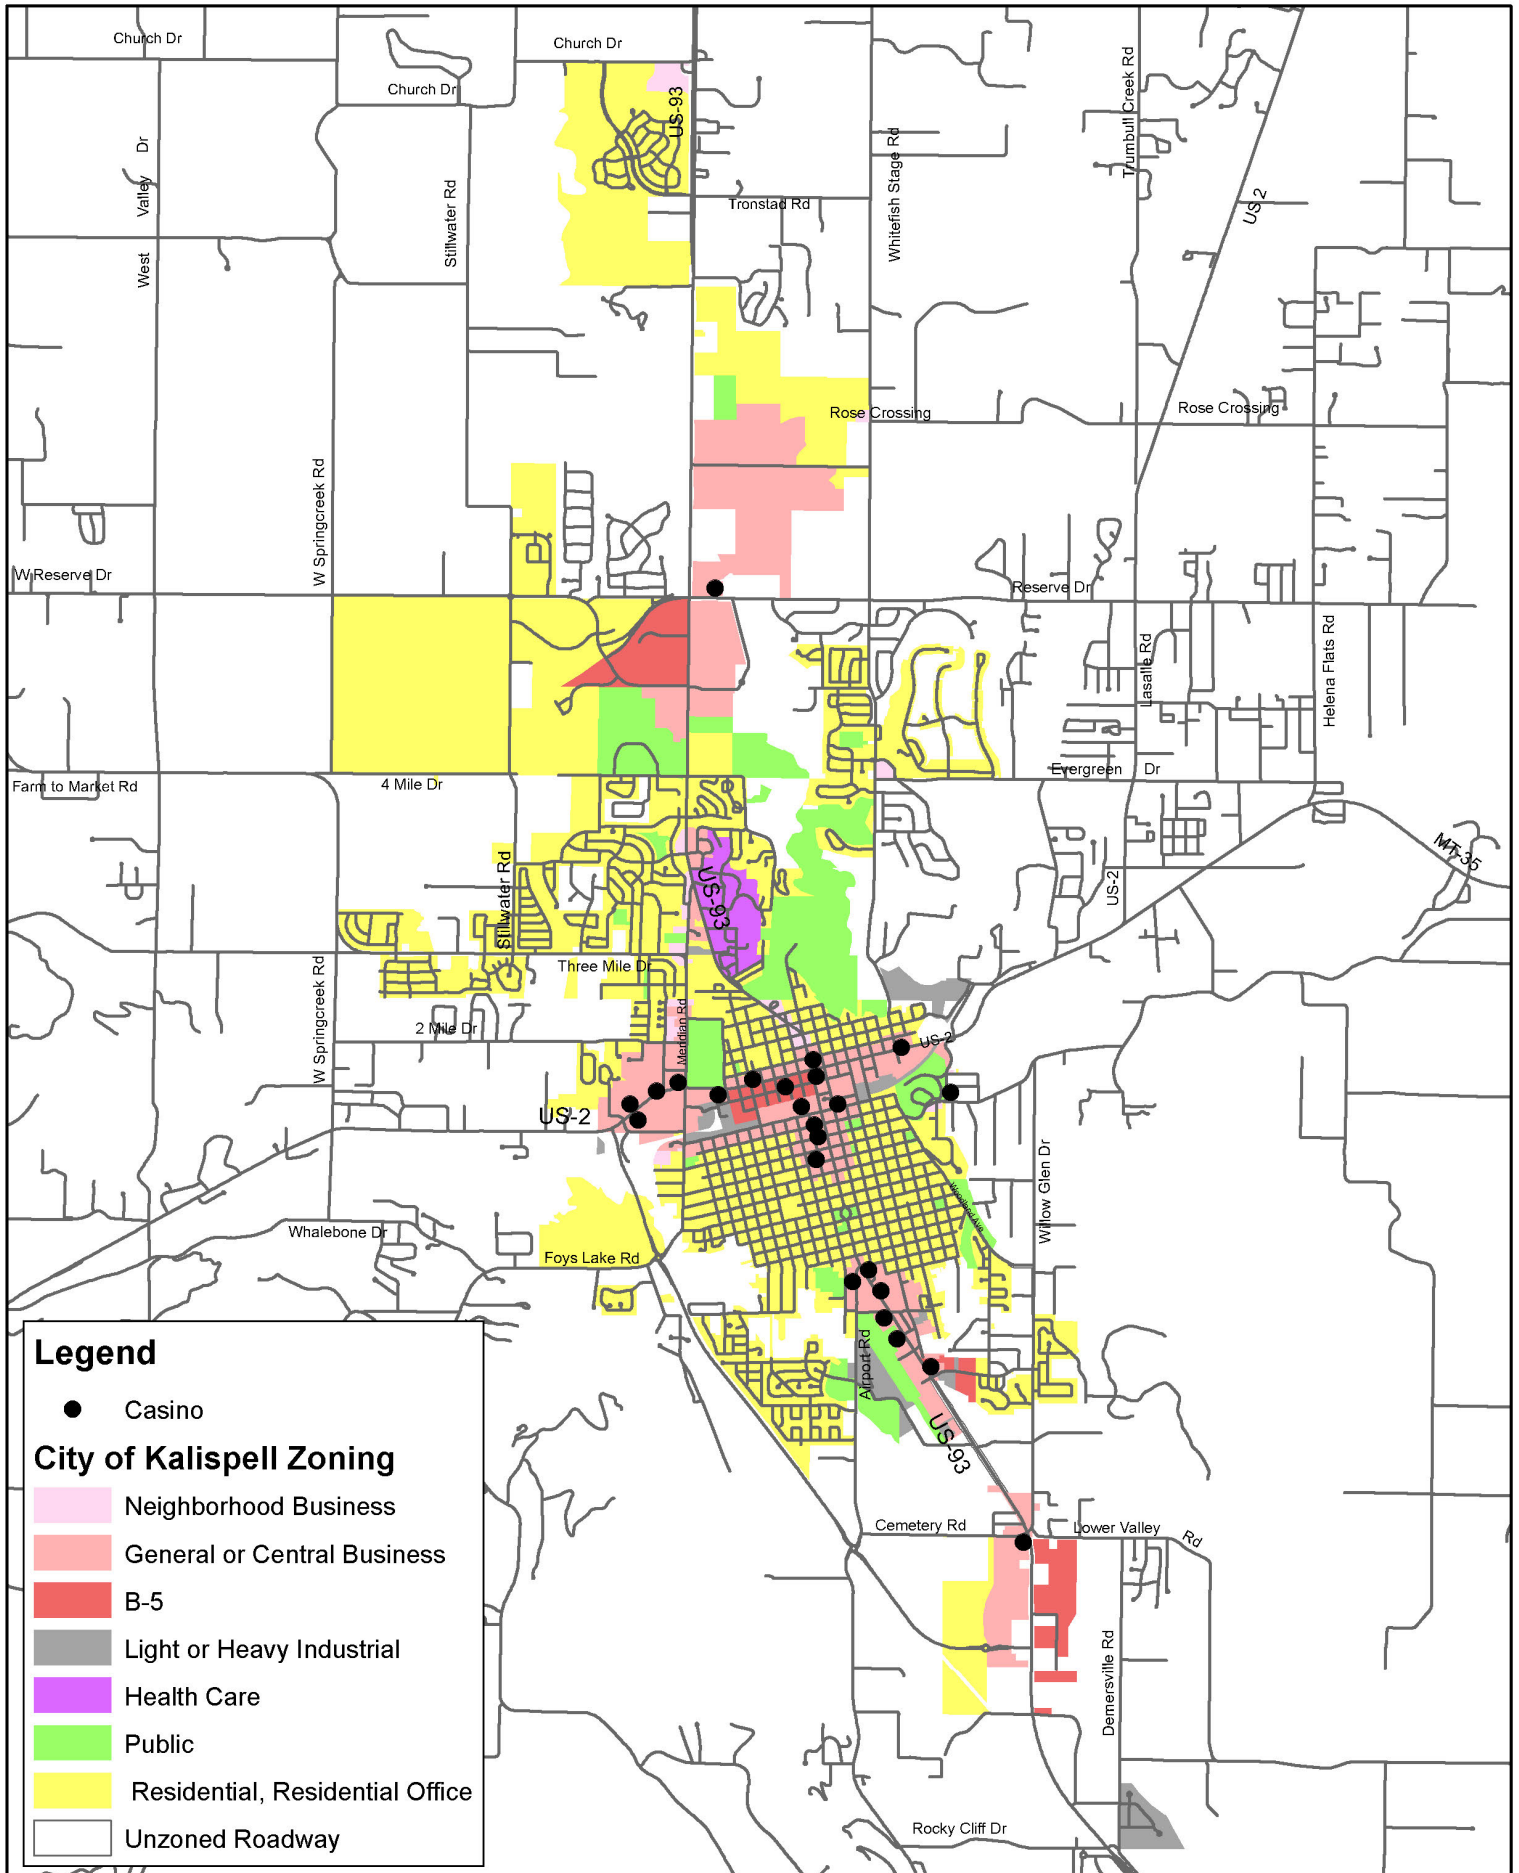 Church Dr
Church Dr
Church Dr
US-93
Trumbull Creek Rd
West Valley Dr
Stillwater Rd
Whitefish Stage Rd
Tronstad Rd
US 2
Rose Crossing
Rose Crossing
W Springcreek Rd
W Reserve Dr
Reserve Dr
Lasalle Rd
Helena Flats Rd
Farm to Market Rd
4 Mile Dr
Evergreen Dr
MT-35
US-2
Stillwater Rd
US-93
Three Mile Dr
W Springcreek Rd
2 Mile Dr
Meridian Rd
US-2
US-2
Willow Glen Dr
Woodland Ave
Whalebone Dr
Foys Lake Rd
Airport Rd
US-93
Cemetery Rd
Lower Valley Rd
Demersville Rd
Rocky Cliff Dr
Legend
Casino
City of Kalispell Zoning
Neighborhood Business
General or Central Business
B-5
Light or Heavy Industrial
Health Care
Public
Residential, Residential Office
Unzoned Roadway